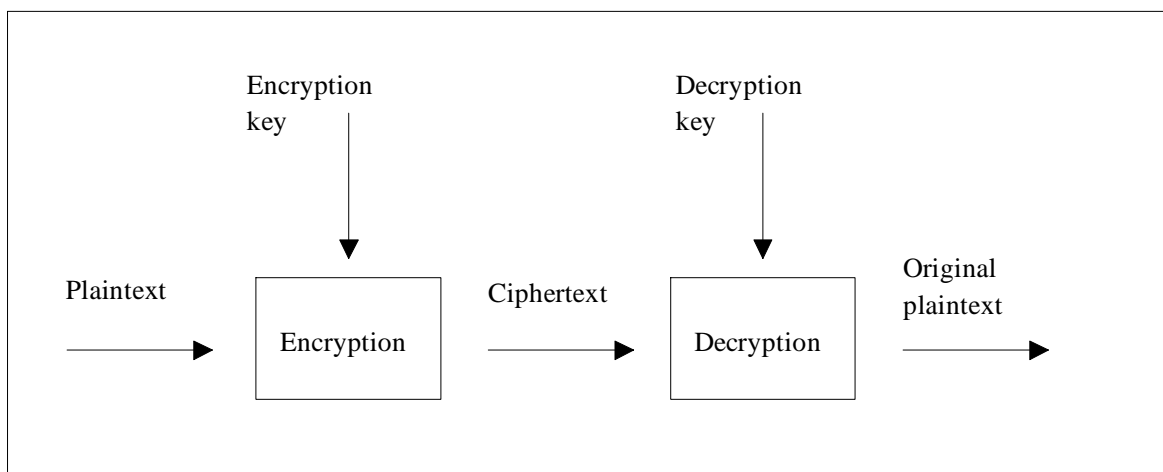 Encryption
key
Decryption
key
Plaintext
Encryption
Ciphertext
Decryption
Original
plaintext